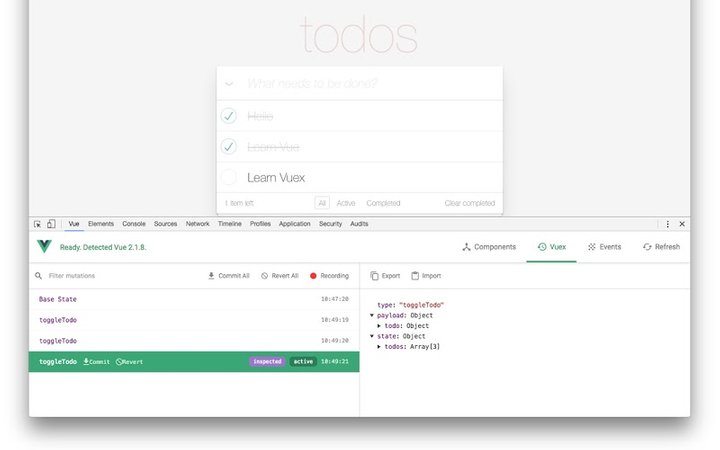 todos
What needs to be done?
Hello
Learn Vue
Learn Vuex
1 item left All Active Completed Clear completed
Vue Elements Console Sources Network Timeline Profiles Application Security Audits
Ready. Detected Vue 2.1.8. Components Vuex Events Refresh
Filter mutations Commit All Revert All Recording Export Import
Base State 10:47:20
toggleTodo 10:49:19
toggleTodo 10:49:20
toggleTodo Commit Revert inspected active 10:49:21
type: "toggleTodo"
payload: Object
todo: Object
state: Object
todos: Array[3]